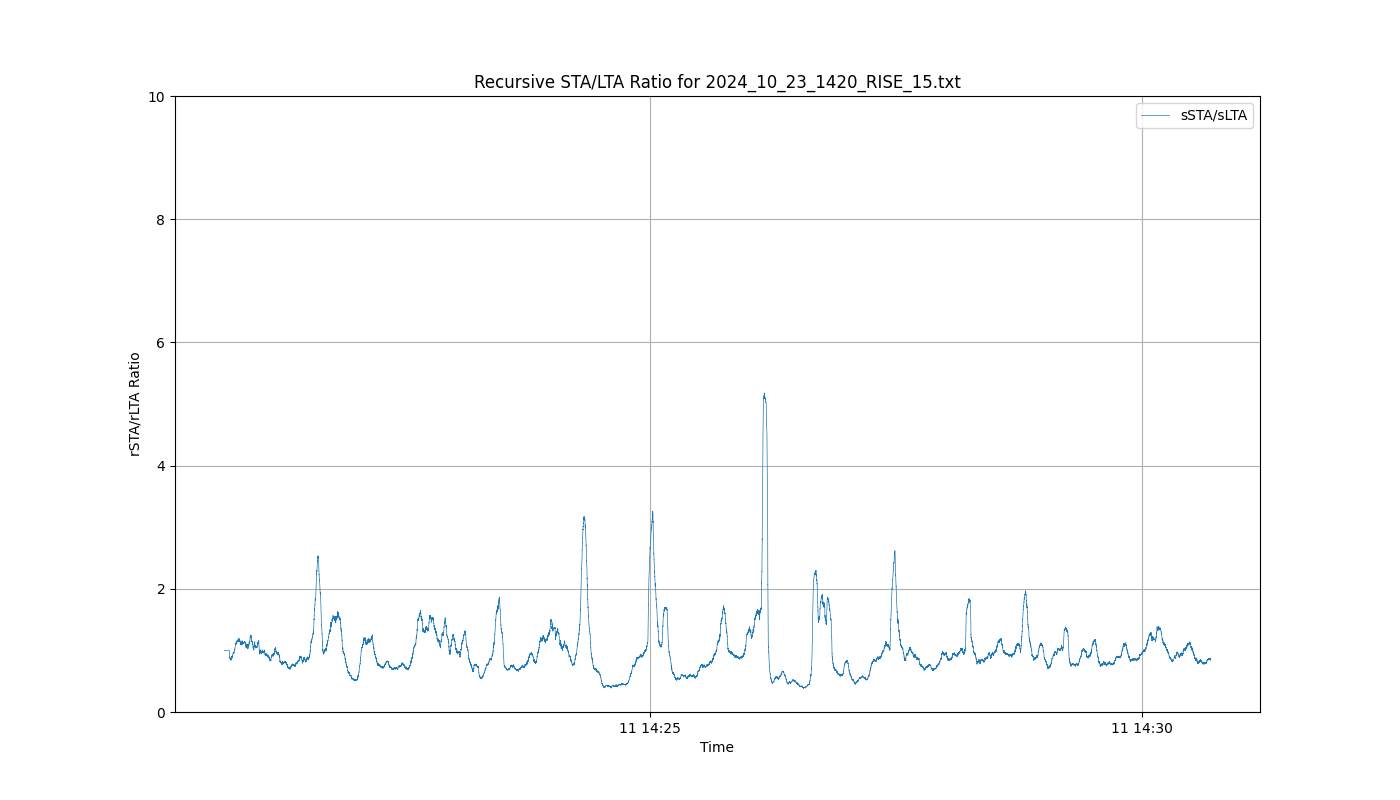 Recursive STA/LTA Ratio for 2024_10_23_1420_RISE_15.txt
10
8
6
4
2
0
rSTA/rLTA Ratio
sSTA/sLTA
11 14:25
11 14:30
Time